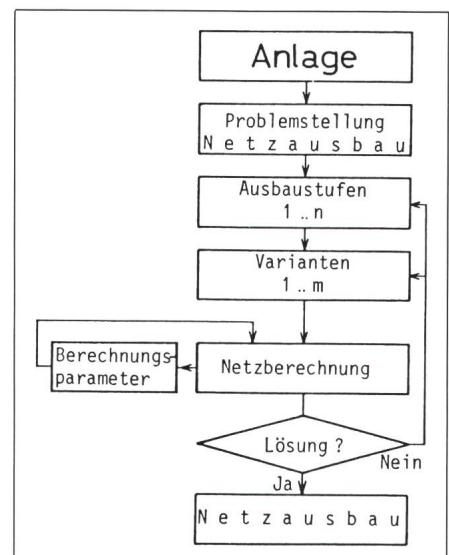 Anlage
Problemstellung
Netzausbau
Ausbaustufen
1 .. n
Varianten
1 .. m
Berechnungs-
parameter
Netzberechnung
Lösung ?
Nein
Ja
Netzausbau